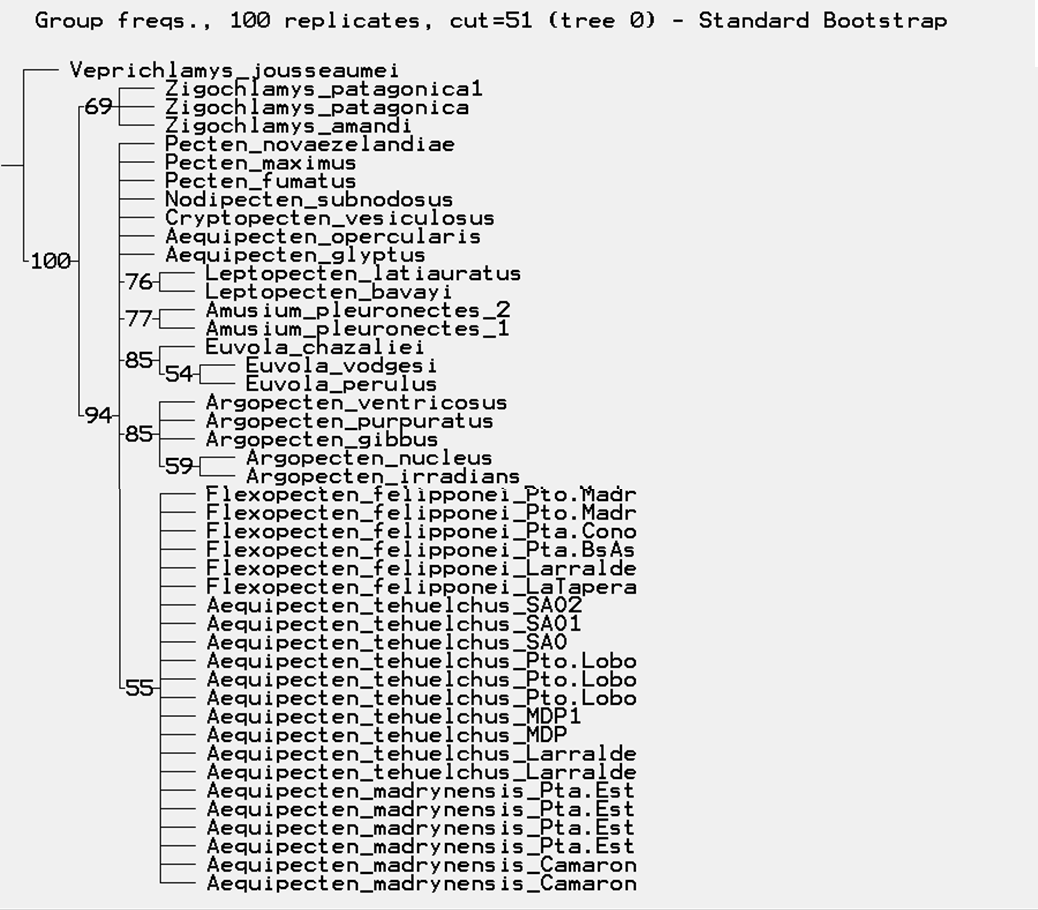 Group freqs., 100 replicates, cut=51 (tree 0) - Standard Bootstrap
Veprichlamys_jousseaumei
Zigochlamys_patagonica1
69 Zigochlamys_patagonica
Zigochlamys_amandi
Pecten_novaezelandiae
Pecten_maximus
Pecten_fumatus
Nodipecten_subnodosus
Cryptopecten_vesiculosus
Aequipecten_opercularis
Aequipecten_glyptus
100
Leptopecten_latiauratus
76
Leptopecten_bavayi
Amusium_pleuronectes_2
77
Amusium_pleuronectes_1
Euvola_chazaliei
85
Euvola_vodgesi
54
Euvola_perulus
Argopecten_ventricosus
94 Argopecten_purpuratus
85
Argopecten_gibbus
Argopecten_nucleus
59
Argopecten_irradians
Flexopecten_felipponei_Pto.Madr
Flexopecten_felipponei_Pto.Madr
Flexopecten_felipponei_Pta.Cono
Flexopecten_felipponei_Pta.BsAs
Flexopecten_felipponei_Larralde
Flexopecten_felipponei_LaTapera
Aequipecten_tehuelchus_SAO2
Aequipecten_tehuelchus_SAO1
Aequipecten_tehuelchus_SAO
Aequipecten_tehuelchus_Pto.Lobo
Aequipecten_tehuelchus_Pto.Lobo
55
Aequipecten_tehuelchus_Pto.Lobo
Aequipecten_tehuelchus_MDP1
Aequipecten_tehuelchus_MDP
Aequipecten_tehuelchus_Larralde
Aequipecten_tehuelchus_Larralde
Aequipecten_madrynensis_Pta.Est
Aequipecten_madrynensis_Pta.Est
Aequipecten_madrynensis_Pta.Est
Aequipecten_madrynensis_Pta.Est
Aequipecten_madrynensis_Camaron
Aequipecten_madrynensis_Camaron